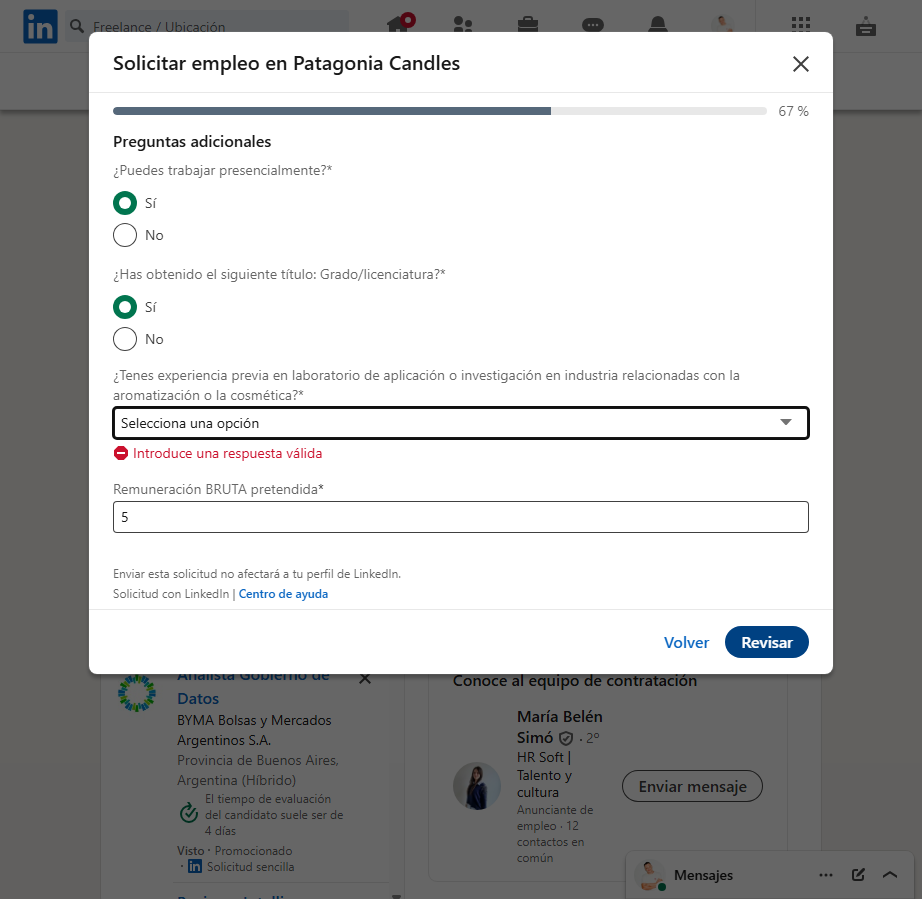 in
Freelance / Ubicación
Solicitar empleo en Patagonia Candles
67 %
Preguntas adicionales
¿Puedes trabajar presencialmente?*
Sí
No
¿Has obtenido el siguiente título: Grado/licenciatura?*
Sí
No
¿Tenes experiencia previa en laboratorio de aplicación o investigación en industria relacionadas con la
aromatización o la cosmética?*
Selecciona una opción
Introduce una respuesta válida
Remuneración BRUTA pretendida*
5
Enviar esta solicitud no afectará a tu perfil de LinkedIn.
Solicitud con LinkedIn | Centro de ayuda
Volver
Revisar
Analista Gobierno de
Datos
BYMA Bolsas y Mercados
Argentinos S.A.
Provincia de Buenos Aires,
Argentina (Híbrido)
El tiempo de evaluación
del candidato suele ser de
4 días
Visto · Promocionado
· in Solicitud sencilla
Conoce al equipo de contratación
María Belén
Simó · 2º
HR Soft |
Talento y
cultura
Anunciante de
empleo · 12
contactos en
común
Enviar mensaje
Mensajes